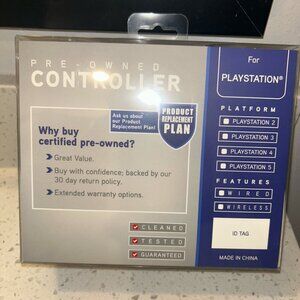 PRE-OWNED
CONTROLLER
Ask us about
our Product
Replacement Plan!
PRODUCT
REPLACEMENT
PLAN
Why buy
certified pre-owned?
Great Value.
Buy with confidence; backed by our
30 day return policy.
Extended warranty options.
CLEANED
TESTED
GUARANTEED
For
PLAYSTATION®
PLATFORM
PLAYSTATION 2
PLAYSTATION 3
PLAYSTATION 4
PLAYSTATION 5
FEATURES
WIRED
WIRELESS
ID TAG
MADE IN CHINA